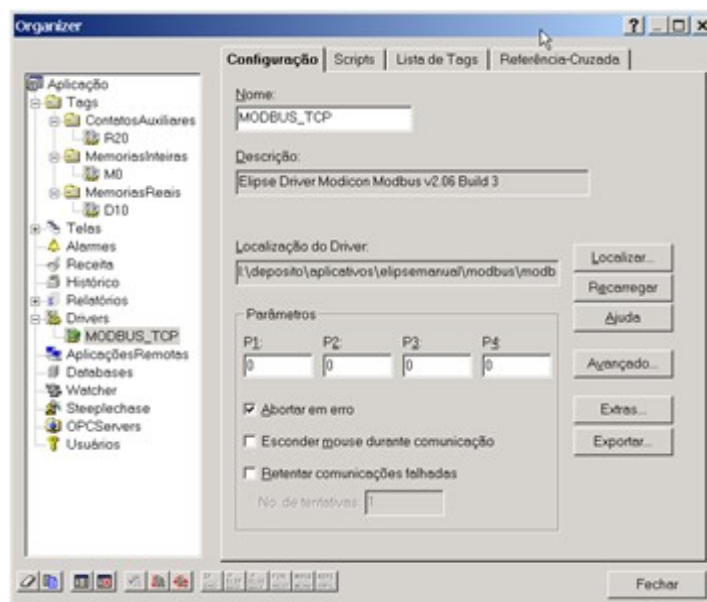 Organizer
Configuração Scripts Lista de Tags Referência-Cruzada
Aplicação
Tags
ContatosAuxiliares
R20
MemoriasInteiras
M0
MemoriasReais
D10
Telas
Alarmes
Receita
Histórico
Relatórios
Drivers
MODBUS_TCP
AplicaçõesRemotas
Databases
Watcher
Steeplechase
OPCServers
Usuários
Nome:
MODBUS_TCP
Descrição:
Elipse Driver Modicon Modbus v2.06 Build 3
Localização do Driver:
I:\deposito\aplicativos\elipsemanual\modbus\modb
Localizar...
Recarregar
Ajuda
Avançado...
Extras...
Exportar...
Parâmetros
P1: P2: P3: P4:
0 0 0 0
Abortar em erro
Esconder mouse durante comunicação
Retentar comunicações falhadas
No. de tentativas: 1
Fechar